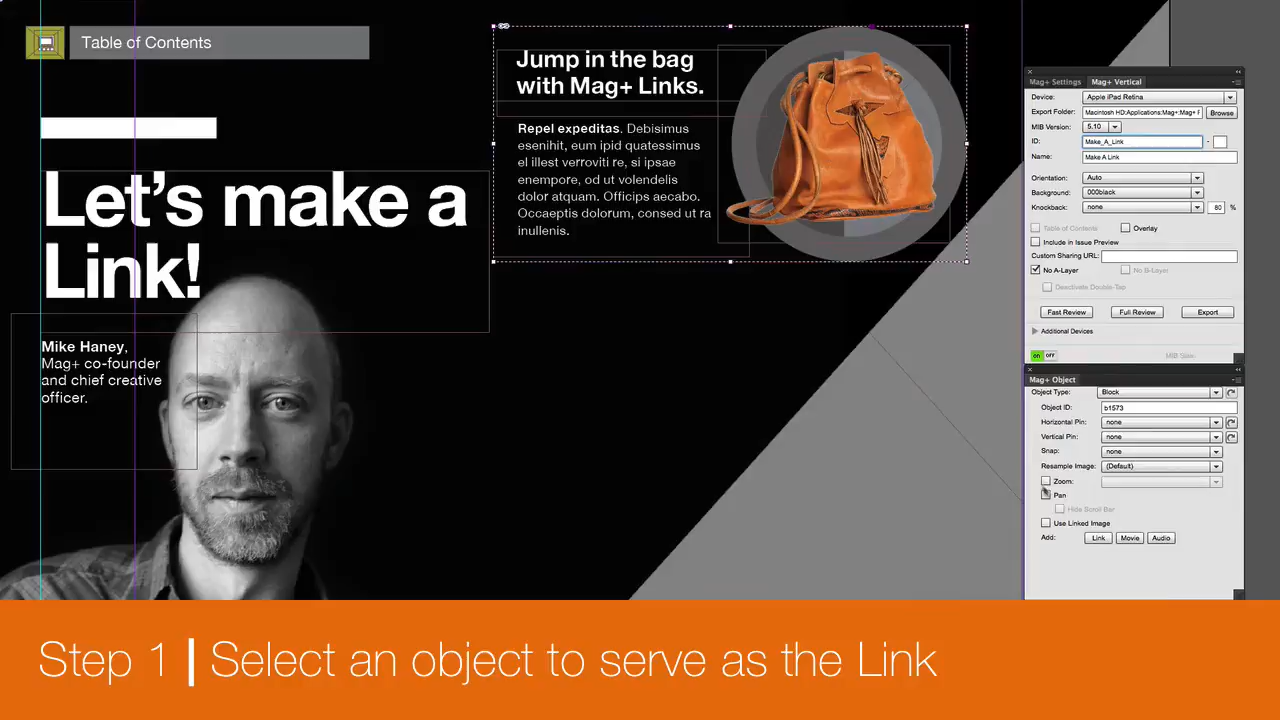 Table of Contents
Jump in the bag
with Mag+ Links.
Repel expeditas. Debisimus
esenihit, eum ipid quatessimus
el illest verroviti re, si ipsae
enempore, od ut volendelis
dolor atquam. Officips aecabo.
Occaeptis dolorum, consed ut ra
inullenis.
Let's make a
Link!
Mike Haney,
Mag+ co-founder
and chief creative
officer.
Mag+ Settings
Mag+ Vertical
Device: Apple iPad Retina
Export Folder: Macintosh HD:Applications:Mag+:Mag+ F Browse
MIB Version: 5.10
ID: Make_A_Link -
Name: Make A Link
Orientation: Auto
Background: 000black
Knockback: none 80 %
Table of Contents Overlay
Include in Issue Preview
Custom Sharing URL:
No A-Layer No B-Layer
Deactivate Double-Tap
Fast Review Full Review Export
Additional Devices
on OFF MIB Size:
Mag+ Object
Object Type: Block
Object ID: b1573
Horizontal Pin: none
Vertical Pin: none
Snap: none
Resample Image: (Default)
Zoom:
Pan
Hide Scroll Bar
Use Linked Image
Add: Link Movie Audio
Step 1 | Select an object to serve as the Link